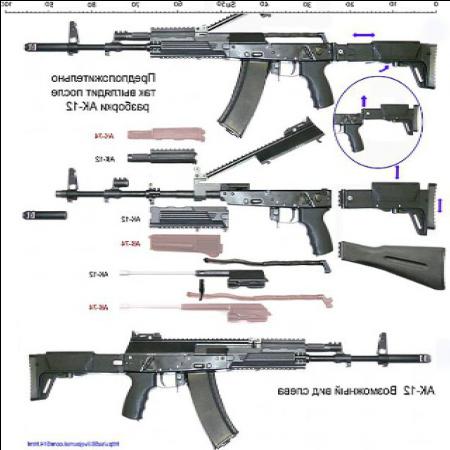 0 10 20 30 40 50см 60 70 80 90 100
Предположительно
так выглядит после
разборки АК-12
АК-74
АК-12
АК-12
АК-74
АК-12
АК-74
АК-12 Возможный вид слева